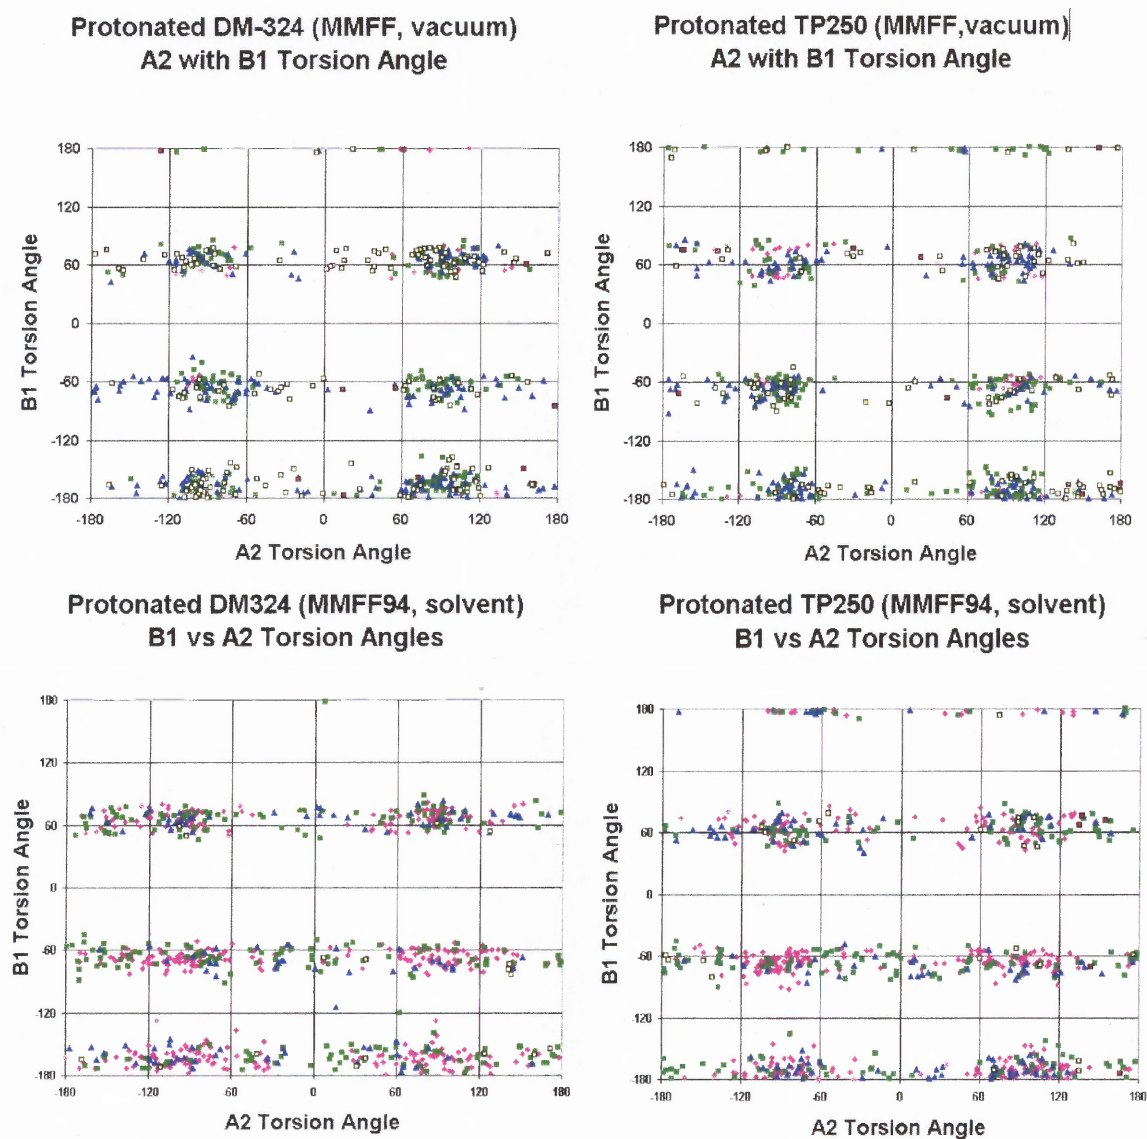 Protonated DM-324 (MMFF, vacuum)
A2 with B1 Torsion Angle
180
120
60
0
-60
-120
-180
B1 Torsion Angle
-180 -120 -60 0 60 120 180
A2 Torsion Angle
Protonated TP250 (MMFF,vacuum)
A2 with B1 Torsion Angle
180
120
60
0
-60
-120
-180
B1 Torsion Angle
-180 -120 -60 0 60 120 180
A2 Torsion Angle
Protonated DM324 (MMFF94, solvent)
B1 vs A2 Torsion Angles
180
120
60
0
-60
-120
-180
B1 Torsion Angle
-180 -120 -60 0 60 120 180
A2 Torsion Angle
Protonated TP250 (MMFF94, solvent)
B1 vs A2 Torsion Angles
180
120
60
0
-60
-120
-180
B1 Torsion Angle
-180 -120 -60 0 60 120 180
A2 Torsion Angle